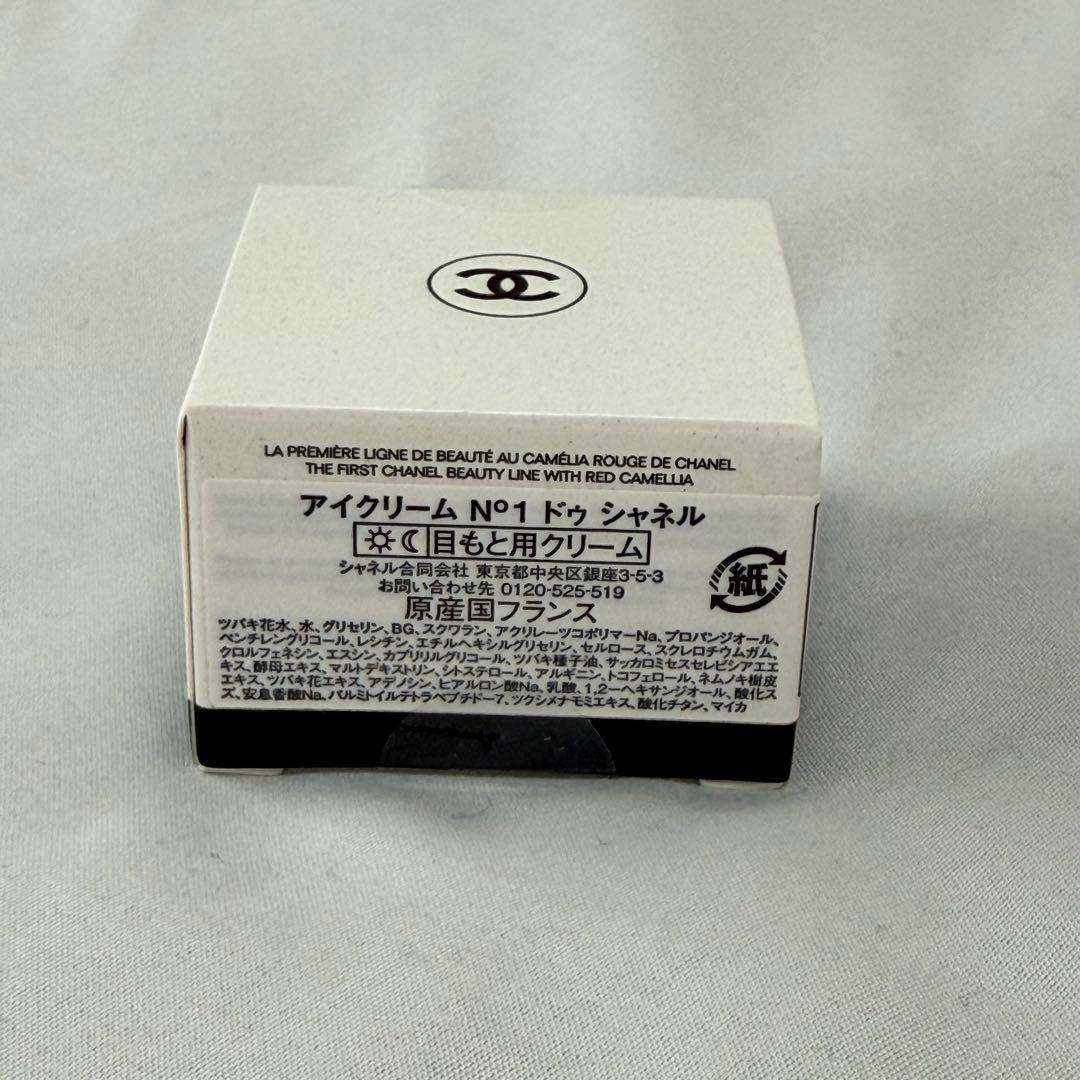 LA PREMIÈRE LIGNE DE BEAUTÉ AU CAMÉLIA ROUGE DE CHANEL
THE FIRST CHANEL BEAUTY LINE WITH RED CAMELLIA
アイクリーム Nº1 ドゥ シャネル
目もと用クリーム
シャネル合同会社 東京都中央区銀座3-5-3
お問い合わせ先 0120-525-519
原産国フランス
紙
ツバキ花水、水、グリセリン、BG、スクワラン、アクリレーツコポリマーNa、プロパンジオール、
ペンチレングリコール、レシチン、エチルヘキシルグリセリン、セルロース、スクレロチウムガム、
クロルフェネシン、エスシン、カプリリルグリコール、ツバキ種子油、サッカロミセスセレビシアエエ
キス、酵母エキス、マルトデキストリン、シトステロール、アルギニン、トコフェロール、ネムノキ樹皮
エキス、ツバキ花エキス、アデノシン、ヒアルロン酸Na、乳酸、1,2-ヘキサンジオール、酸化ス
ズ、安息香酸Na、パルミトイルテトラペプチド-7、ツクシメナモミエキス、酸化チタン、マイカ